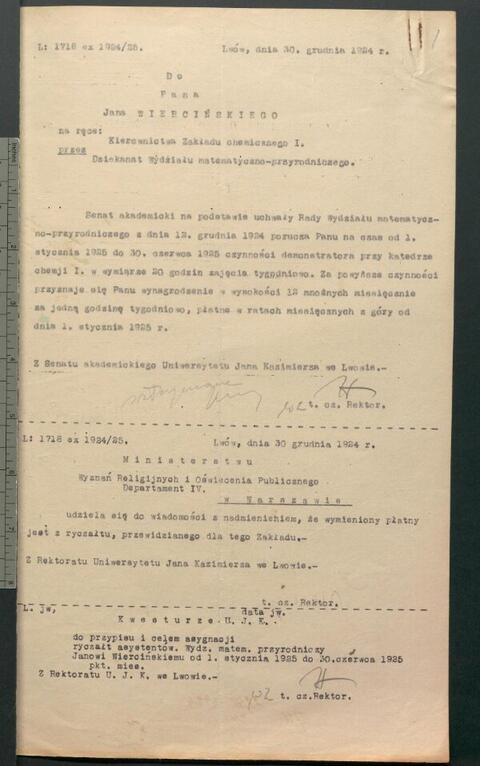 L: 1718 ex 1924/25. Lwów, dnia 30. grudnia 1924 r.
Do
Pana
Jana WIERCIŃSKIEGO
na ręce:
Kierownictwa Zakładu chemicznego I.
przez
Dziekanat Wydziału matematyczno-przyrodniczego.
Senat akademicki na podstawie uchwały Rady Wydziału matematycz-
no-przyrodniczego z dnia 12. grudnia 1924 porucza Panu na czas od 1.
stycznia 1925 do 30. czerwca 1925 czynności demonstratora przy katedrze
chemji I. w wymiarze 20 godzin zajęcia tygodniowo. Za powyższe czynności
przyznaje się Panu wynagrodzenie w wysokości 12 mnożnych miesięcznie
za jedną godzinę tygodniowo, płatne w ratach miesięcznych z góry od
dnia 1. stycznia 1925 r.
Z Senatu akademickiego Uniwersytetu Jana Kazimierza we Lwowie.-
t. cz. Rektor.
L: 1718 ex 1924/25. Lwów, dnia 30 grudnia 1924 r.
Ministerstwu
Wyznań Religijnych i Oświecenia Publicznego
Departament IV.
w Warszawie
udziela się do wiadomości z nadmienieniem, że wymieniony płatny
jest z ryczałtu, przewidzianego dla tego Zakładu.-
Z Rektoratu Uniwersytetu Jana Kazimierza we Lwowie.-
t. cz. Rektor.
L. jw. data jw.
Kwesturze U. J. K.
do przypisu i celem asygnacji
ryczałt asystentów. Wydz. matem. przyrodniczy
Janowi Wiercińskiemu od 1. stycznia 1925 do 30.czerwca 1925
pkt. mies.
Z Rektoratu U. J. K. we Lwowie.-
t. cz.Rektor.